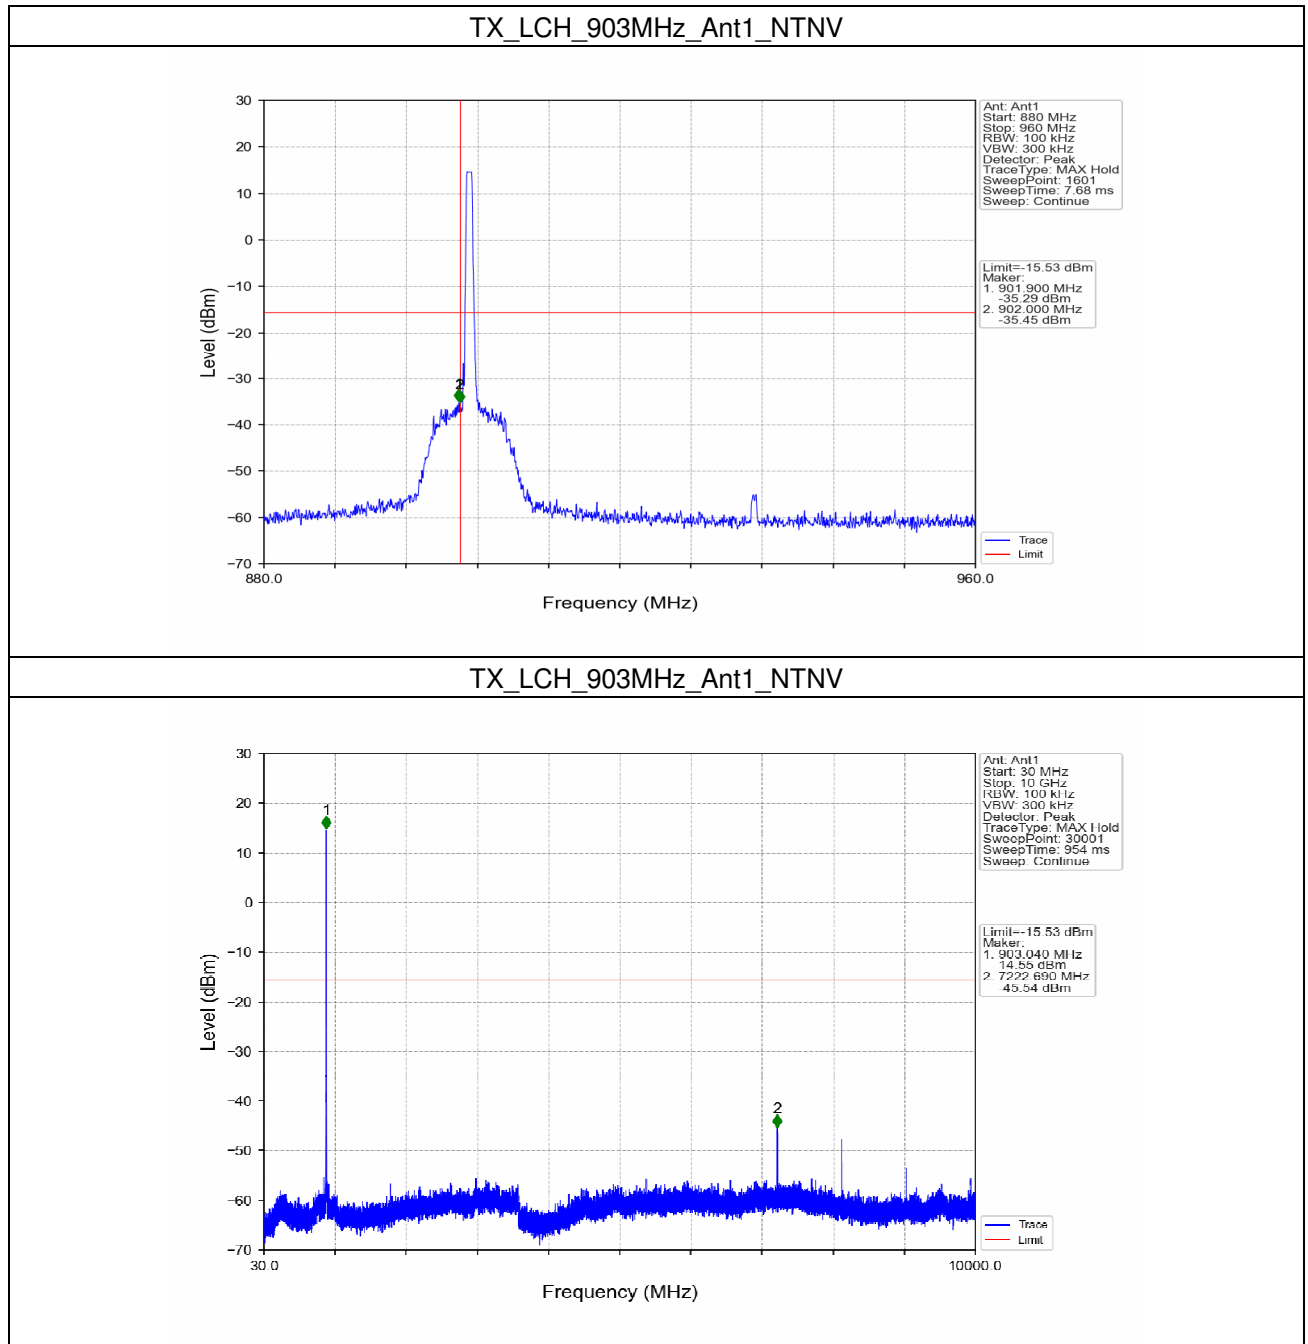 TX_LCH_903MHz_Ant1_NTNV
30
20
10
0
−10
−20
−30
−40
−50
−60
−70
Level (dBm)
1
2
880.0
960.0
Frequency (MHz)
Ant: Ant1
Start: 880 MHz
Stop: 960 MHz
RBW: 100 kHz
VBW: 300 kHz
Detector: Peak
TraceType: MAX Hold
SweepPoint: 1601
SweepTime: 7.68 ms
Sweep: Continue
Limit=-15.53 dBm
Maker:
1. 901.900 MHz
-35.29 dBm
2. 902.000 MHz
-35.45 dBm
Trace
Limit
TX_LCH_903MHz_Ant1_NTNV
30
20
10
0
−10
−20
−30
−40
−50
−60
−70
Level (dBm)
1
2
30.0
10000.0
Frequency (MHz)
Ant: Ant1
Start: 30 MHz
Stop: 10 GHz
RBW: 100 kHz
VBW: 300 kHz
Detector: Peak
TraceType: MAX Hold
SweepPoint: 30001
SweepTime: 954 ms
Sweep: Continue
Limit=-15.53 dBm
Maker:
1. 903.040 MHz
14.55 dBm
2. 7222.690 MHz
-45.54 dBm
Trace
Limit